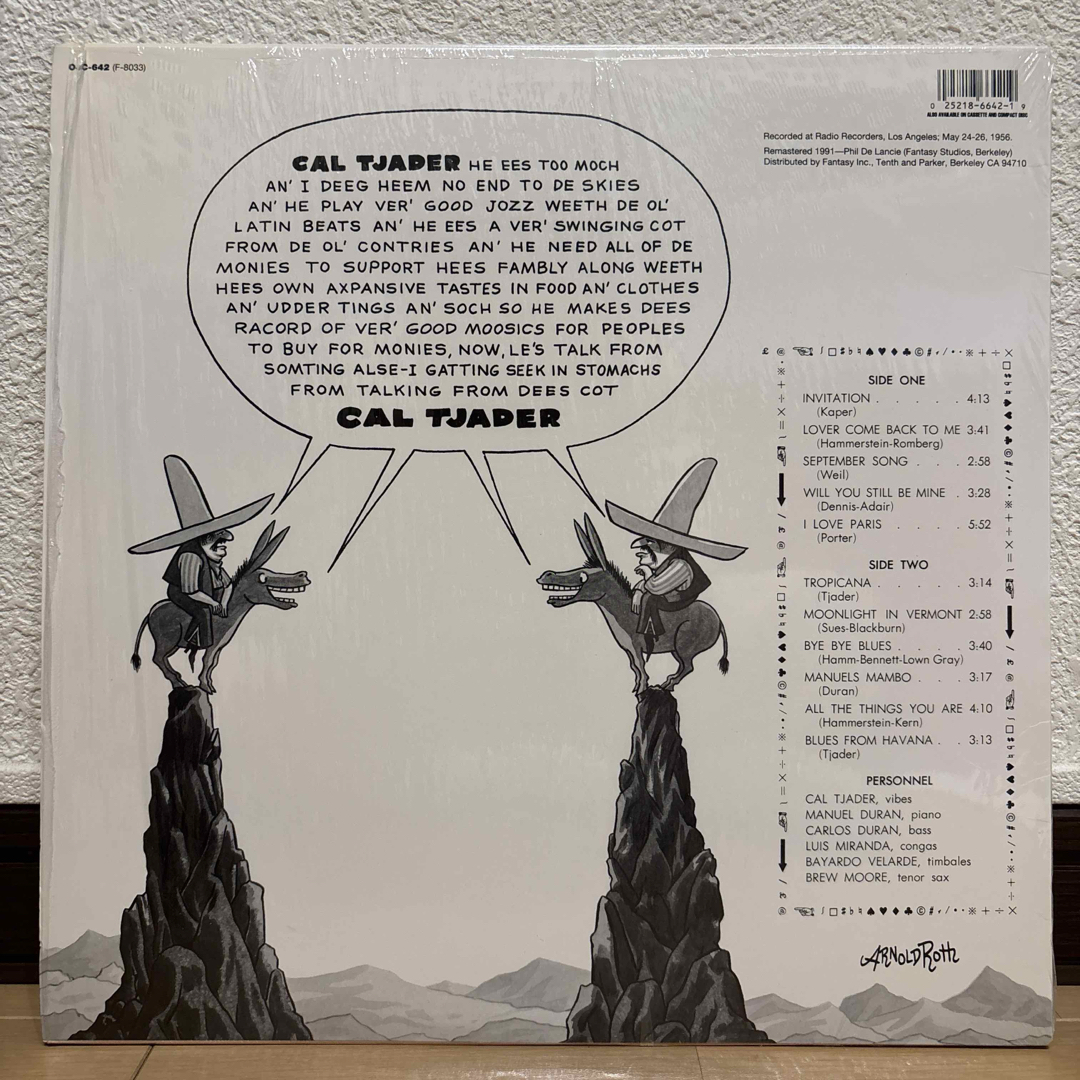 OJC-642 (F-8033)
0 25218-6642-1 9
ALSO AVAILABLE ON CASSETTE AND COMPACT DISC
Recorded at Radio Recorders, Los Angeles; May 24-26, 1956.
Remastered 1991—Phil De Lancie (Fantasy Studios, Berkeley)
Distributed by Fantasy Inc., Tenth and Parker, Berkeley CA 94710
CAL TJADER HE EES TOO MOCH
AN' I DEEG HEEM NO END TO DE SKIES
AN' HE PLAY VER' GOOD JOZZ WEETH DE OL'
LATIN BEATS AN' HE EES A VER' SWINGING COT
FROM DE OL' CONTRIES AN' HE NEED ALL OF DE
MONIES TO SUPPORT HEES FAMBLY ALONG WEETH
HEES OWN AXPANSIVE TASTES IN FOOD AN' CLOTHES
AN' UDDER TINGS AN' SOCH SO HE MAKES DEES
RACORD OF VER' GOOD MOOSICS FOR PEOPLES
TO BUY FOR MONIES, NOW, LE'S TALK FROM
SOMTING ALSE-I GATTING SEEK IN STOMACHS
FROM TALKING FROM DEES COT
CAL TJADER
SIDE ONE
INVITATION . . . . . 4:13
(Kaper)
LOVER COME BACK TO ME 3:41
(Hammerstein-Romberg)
SEPTEMBER SONG . . . 2:58
(Weil)
WILL YOU STILL BE MINE . 3:28
(Dennis-Adair)
I LOVE PARIS . . . . 5:52
(Porter)
SIDE TWO
TROPICANA . . . . . 3:14
(Tjader)
MOONLIGHT IN VERMONT 2:58
(Sues-Blackburn)
BYE BYE BLUES . . . . 3:40
(Hamm-Bennett-Lown Gray)
MANUELS MAMBO . . . 3:17
(Duran)
ALL THE THINGS YOU ARE 4:10
(Hammerstein-Kern)
BLUES FROM HAVANA . . 3:13
(Tjader)
PERSONNEL
CAL TJADER, vibes
MANUEL DURAN, piano
CARLOS DURAN, bass
LUIS MIRANDA, congas
BAYARDO VELARDE, timbales
BREW MOORE, tenor sax
ARNOLD ROTH